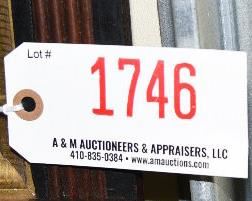 Lot #
1746
A & M AUCTIONEERS & APPRAISERS, LLC
410-835-0384 • www.amauctions.com